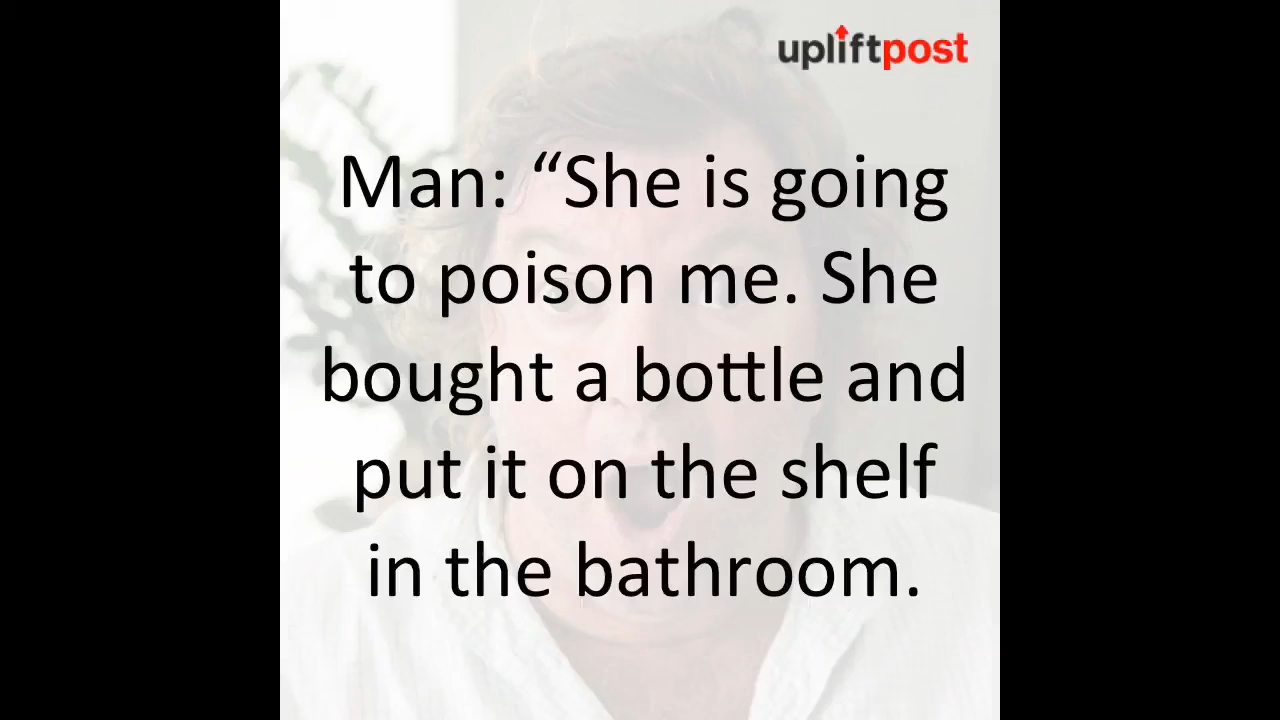 upliftpost
Man: “She is going
to poison me. She
bought a bottle and
put it on the shelf
in the bathroom.